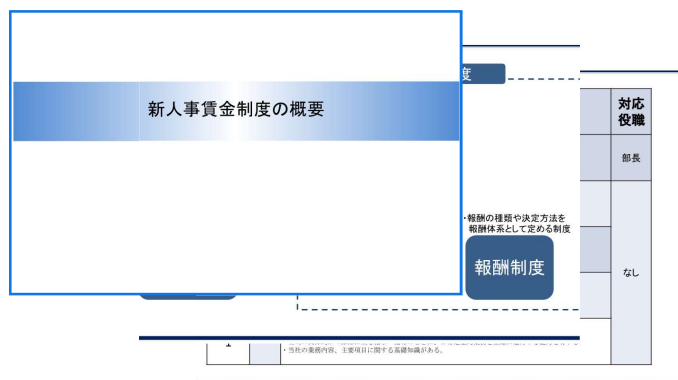 新人事賃金制度の概要
度
対応
役職
部長
・報酬の種類や決定方法を
報酬体系として定める制度
報酬制度
なし
・当社の業務内容、主要項目に関する基礎知識がある。